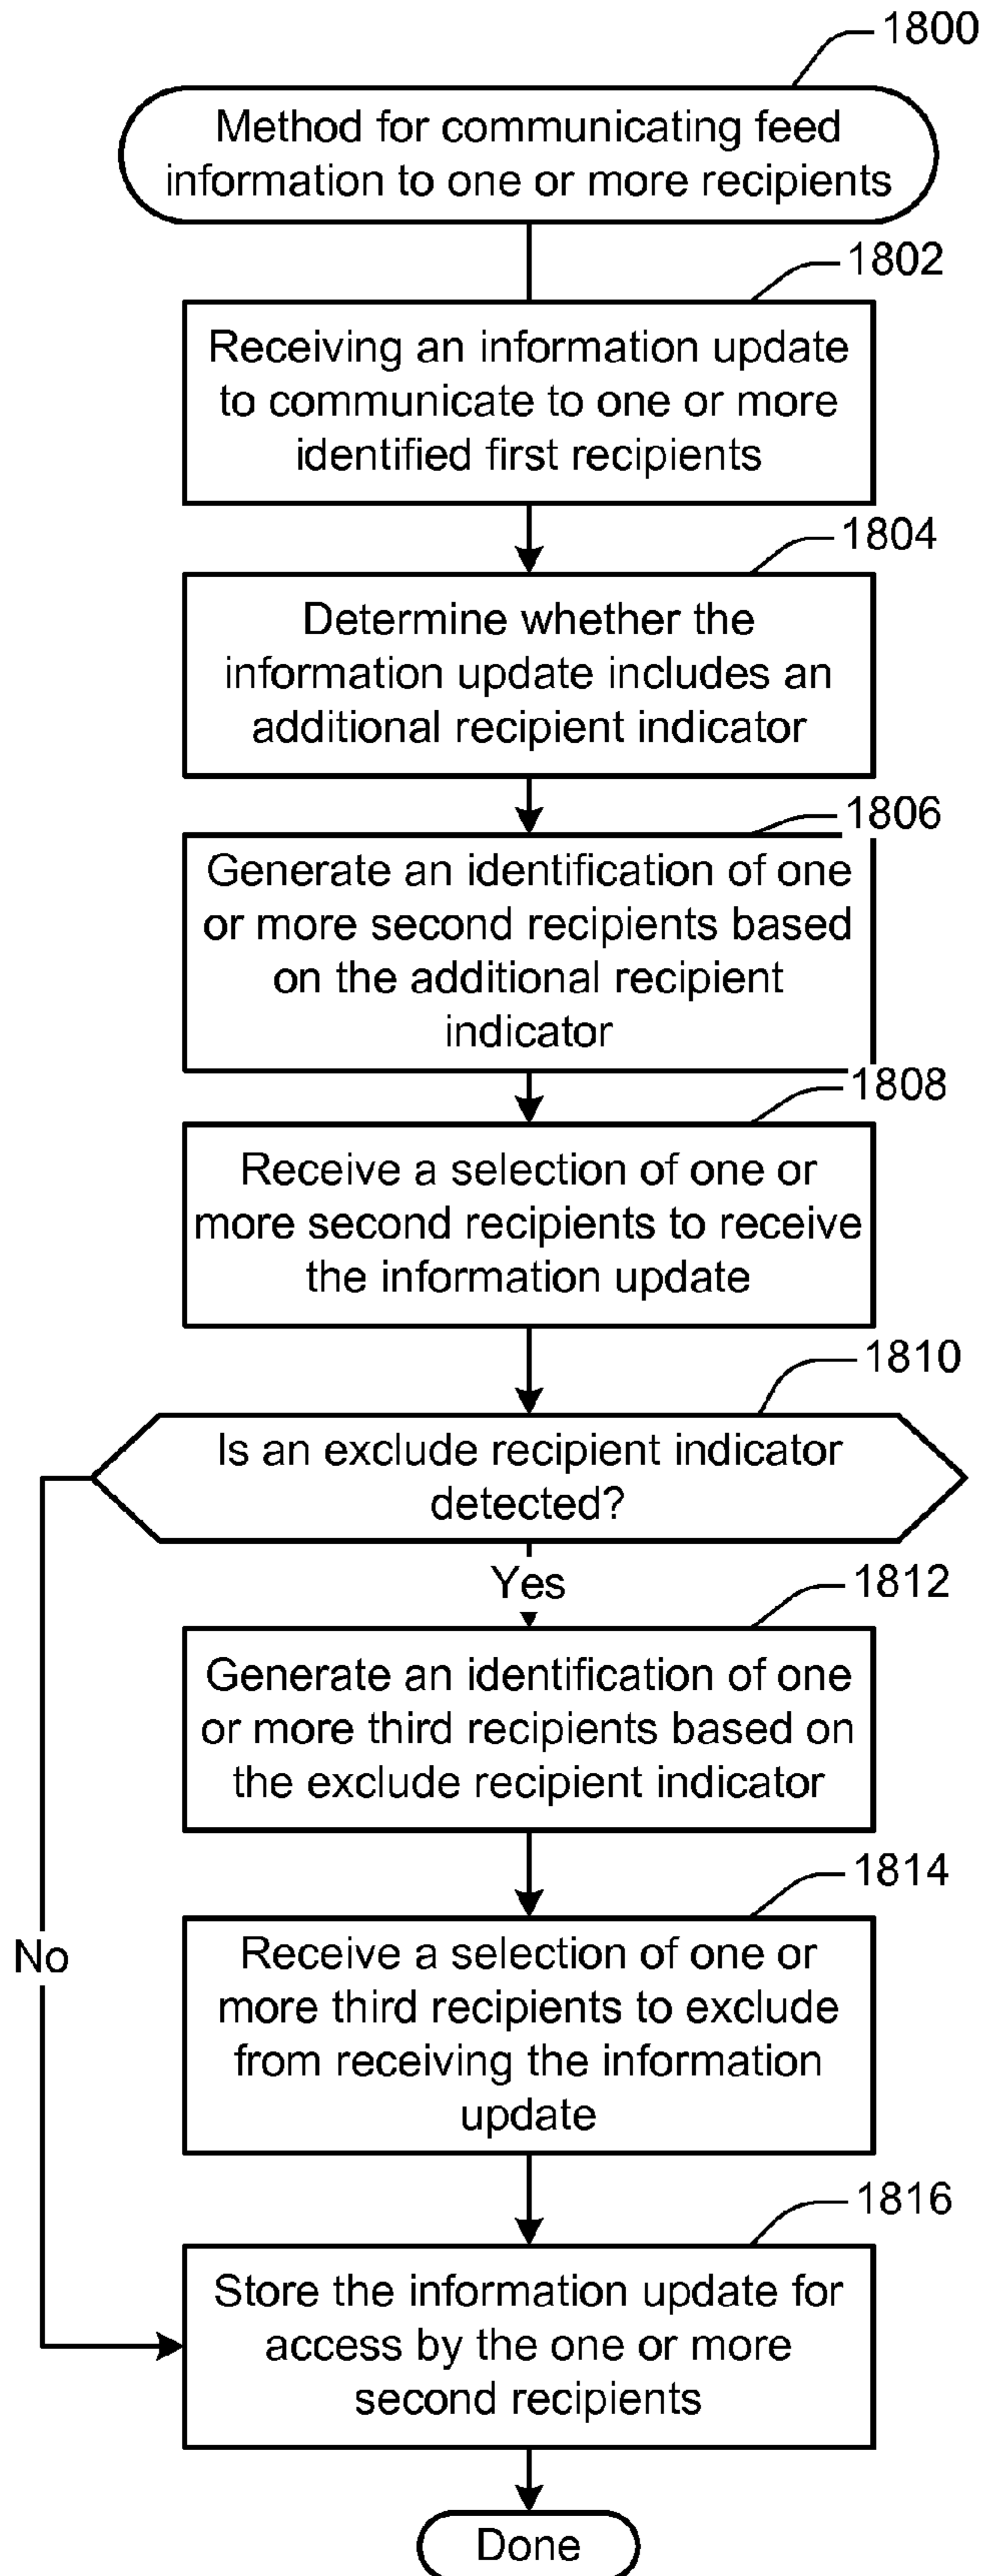 1800
Method for communicating feed
information to one or more recipients
1802
Receiving an information update
to communicate to one or more
identified first recipients
1804
Determine whether the
information update includes an
additional recipient indicator
1806
Generate an identification of one
or more second recipients based
on the additional recipient
indicator
1808
Receive a selection of one or
more second recipients to receive
the information update
1810
Is an exclude recipient indicator
detected?
Yes
1812
Generate an identification of one
or more third recipients based on
the exclude recipient indicator
1814
Receive a selection of one or
more third recipients to exclude
from receiving the information
update
No
1816
Store the information update for
access by the one or more
second recipients
Done